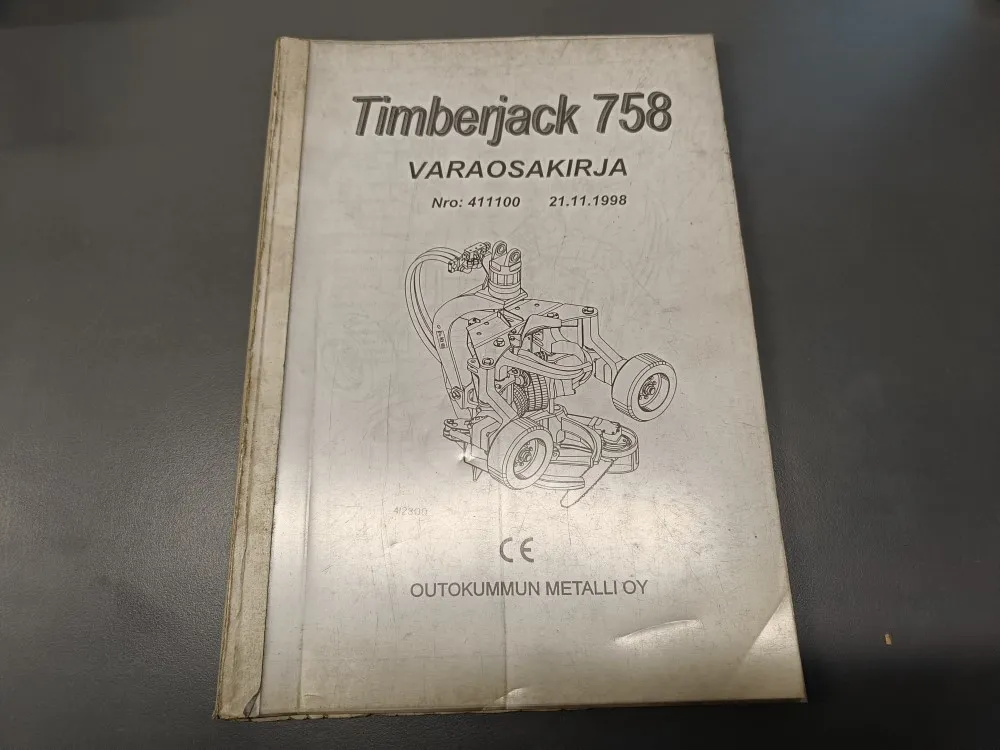 Timberjack 758
VARAOSAKIRJA
Nro: 411100 21.11.1998
CE
OUTOKUMMUN METALLI OY